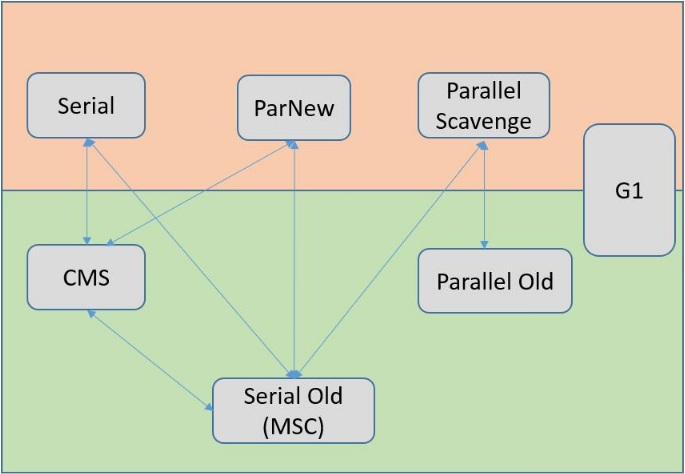 Serial
ParNew
Parallel
Scavenge
G1
CMS
Parallel Old
Serial Old
(MSC)